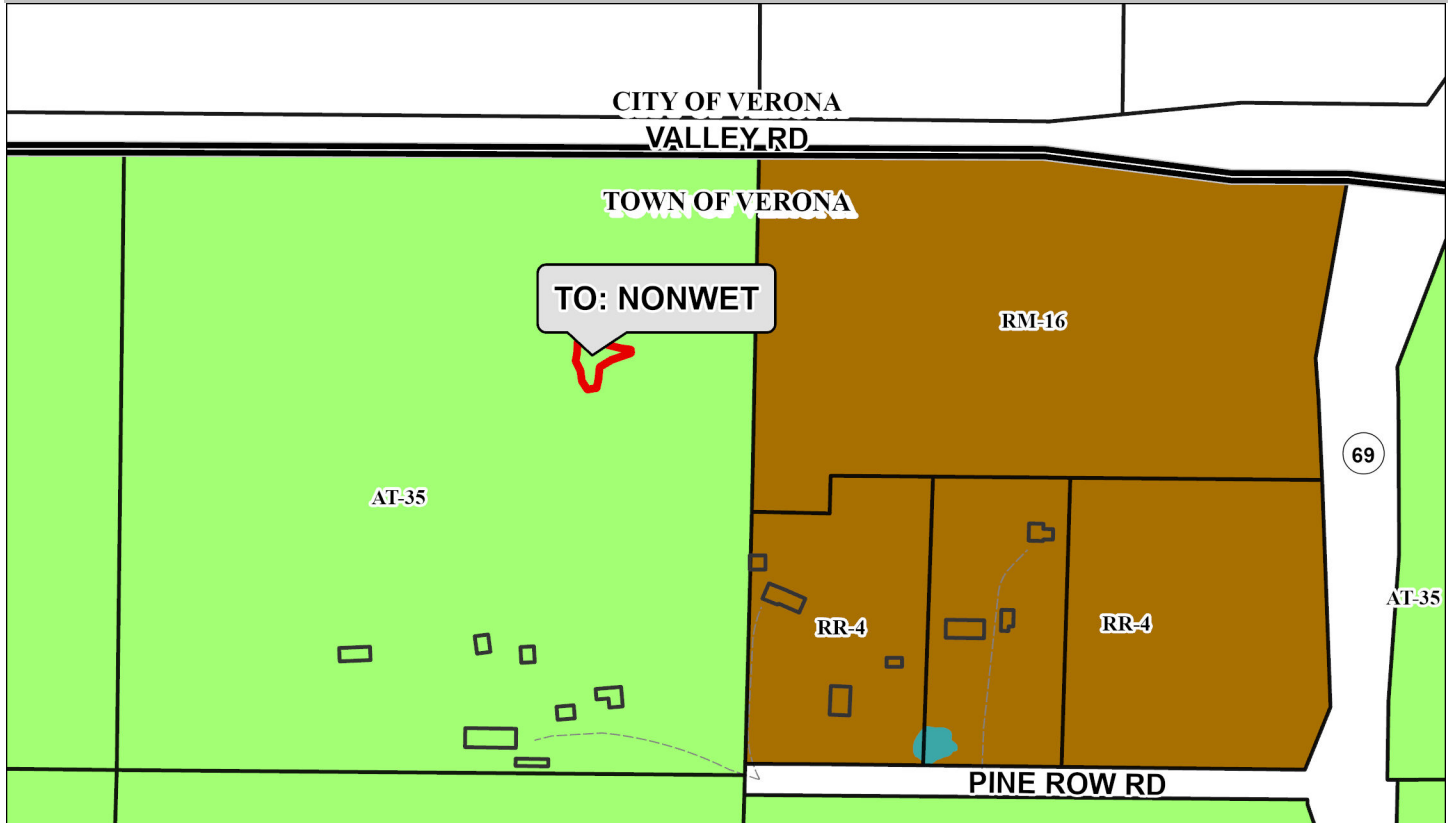 CITY OF VERONA
VALLEY RD
TOWN OF VERONA
TO: NONWET
RM-16
69
AT-35
AT-35
RR-4
RR-4
PINE ROW RD